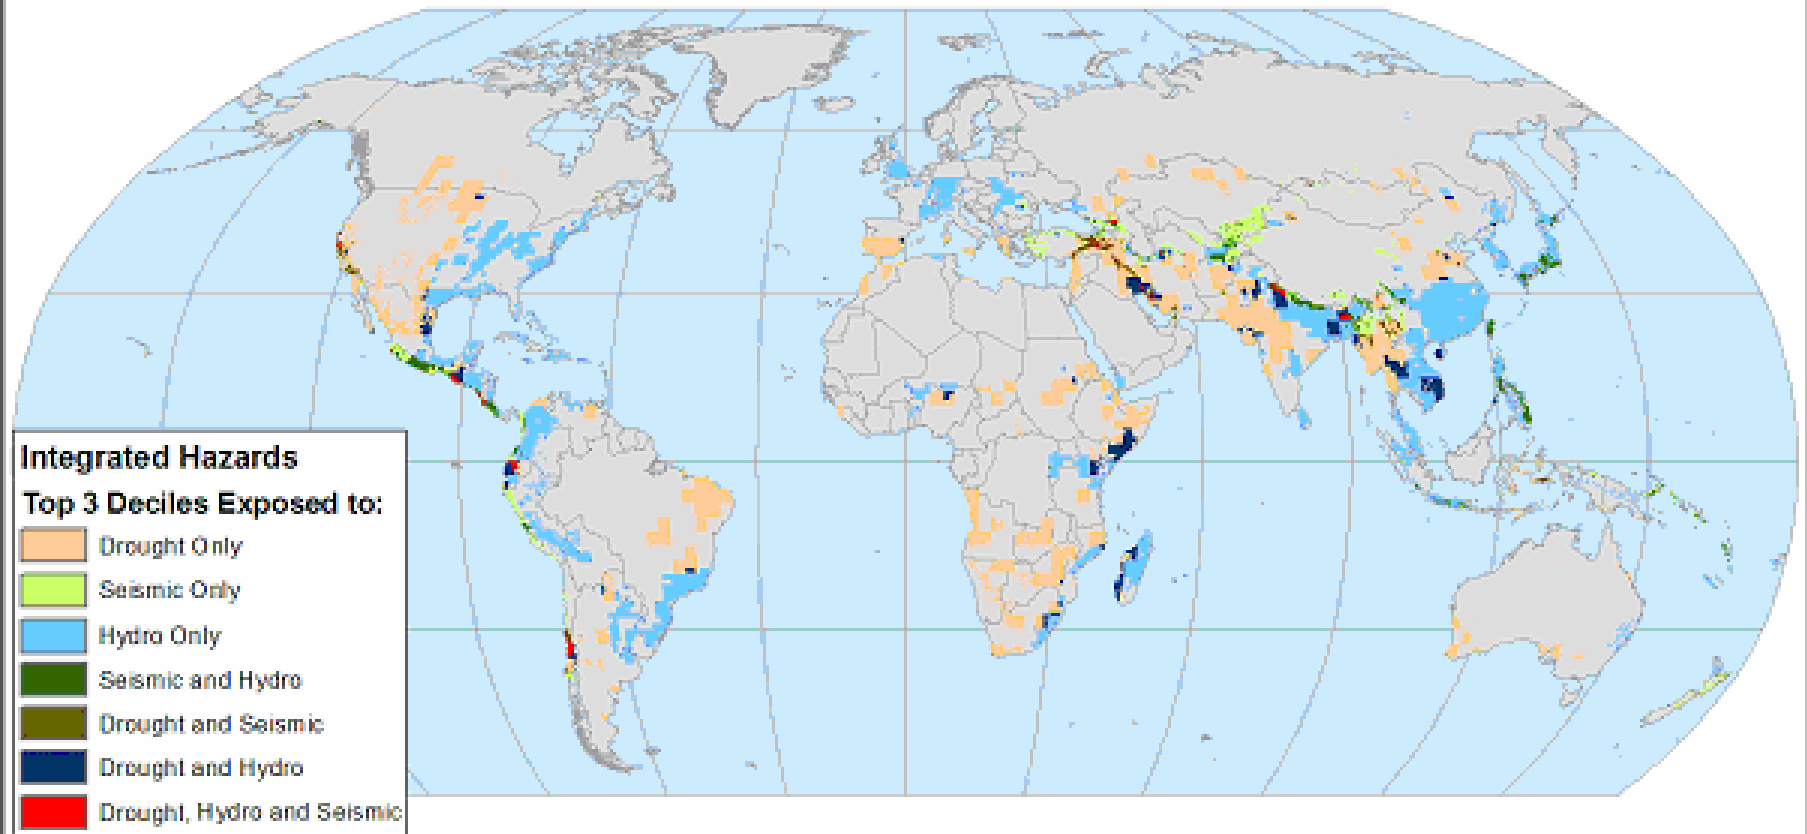 Integrated Hazards
Top 3 Deciles Exposed to:
Drought Only
Seismic Only
Hydro Only
Seismic and Hydro
Drought and Seismic
Drought and Hydro
Drought, Hydro and Seismic